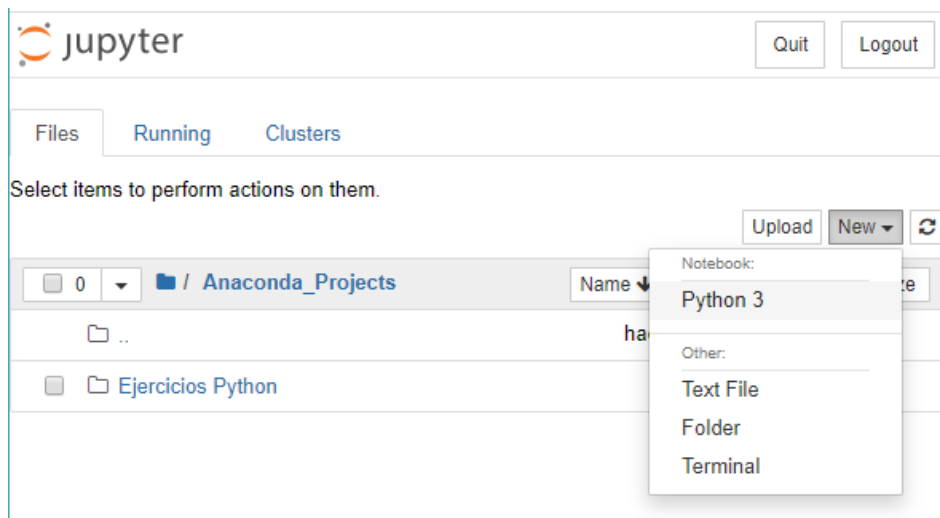 jupyter
Quit Logout
Files Running Clusters
Select items to perform actions on them.
Upload New
0 / Anaconda_Projects Name
Notebook:
Python 3
..
Ejercicios Python
Other:
Text File
Folder
Terminal